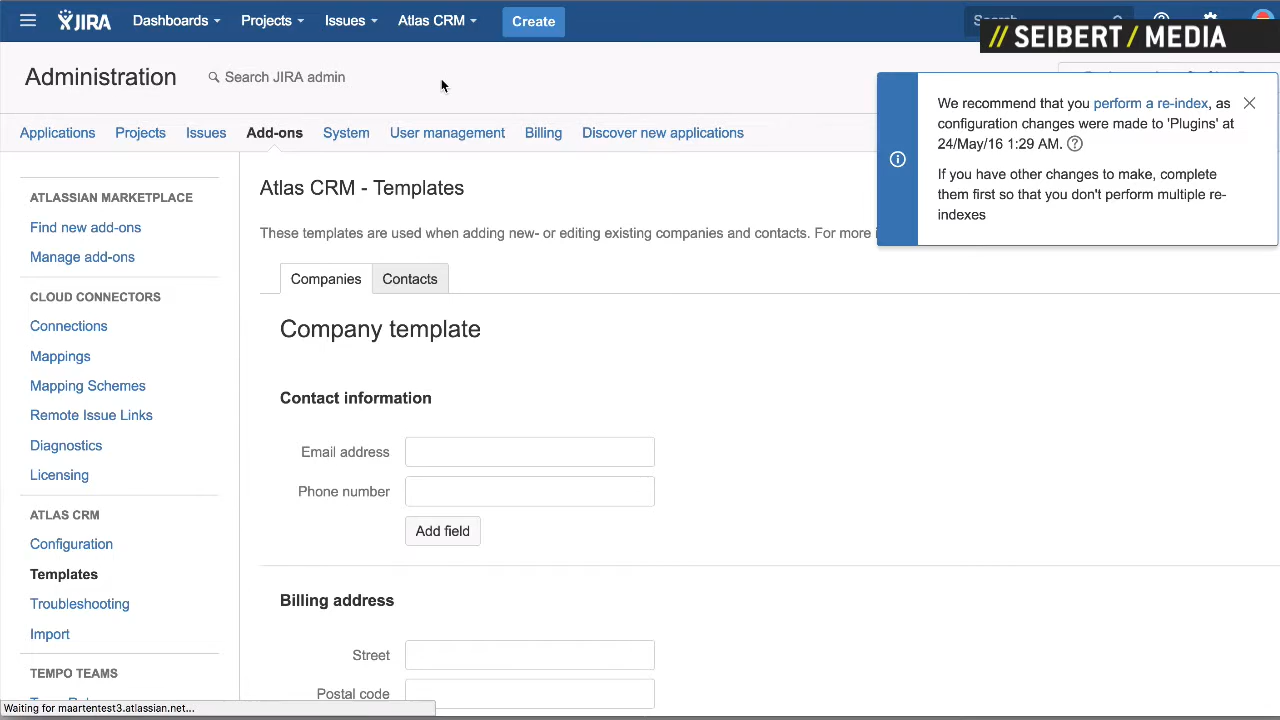 JIRA Dashboards Projects Issues Atlas CRM Create Search
// SEIBERT / MEDIA
Administration Search JIRA admin
We recommend that you perform a re-index, as
configuration changes were made to 'Plugins' at
24/May/16 1:29 AM.
If you have other changes to make, complete
them first so that you don't perform multiple re-
indexes
Applications Projects Issues Add-ons System User management Billing Discover new applications
ATLASSIAN MARKETPLACE
Find new add-ons
Manage add-ons
CLOUD CONNECTORS
Connections
Mappings
Mapping Schemes
Remote Issue Links
Diagnostics
Licensing
ATLAS CRM
Configuration
Templates
Troubleshooting
Import
TEMPO TEAMS
Atlas CRM - Templates
These templates are used when adding new- or editing existing companies and contacts. For more
Companies Contacts
Company template
Contact information
Email address
Phone number
Add field
Billing address
Street
Postal code
Waiting for maartentest3.atlassian.net...